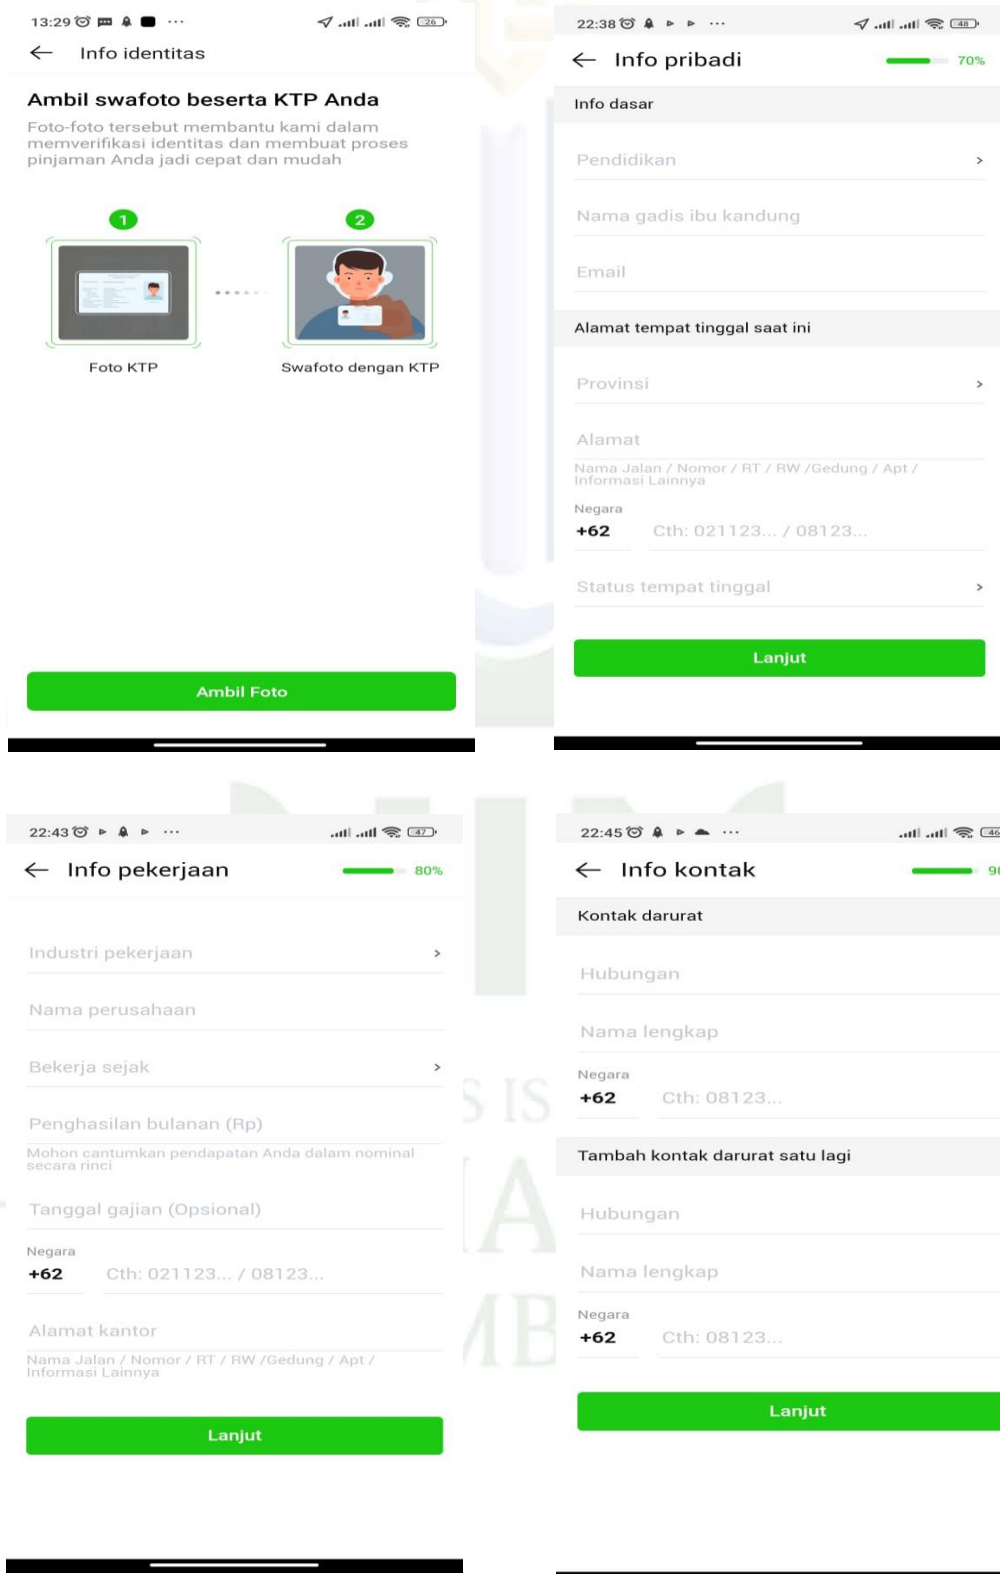 13:29
26
Info identitas
Ambil swafoto beserta KTP Anda
Foto-foto tersebut membantu kami dalam
memverifikasi identitas dan membuat proses
pinjaman Anda jadi cepat dan mudah
1
2
Foto KTP
Swafoto dengan KTP
Ambil Foto
22:38
48
Info pribadi
70%
Info dasar
Pendidikan
Nama gadis ibu kandung
Email
Alamat tempat tinggal saat ini
Provinsi
Alamat
Nama Jalan / Nomor / RT / RW /Gedung / Apt /
Informasi Lainnya
Negara
+62 Cth: 021123... / 08123...
Status tempat tinggal
Lanjut
22:43
47
Info pekerjaan
80%
Industri pekerjaan
Nama perusahaan
Bekerja sejak
Penghasilan bulanan (Rp)
Mohon cantumkan pendapatan Anda dalam nominal
secara rinci
Tanggal gajian (Opsional)
Negara
+62 Cth: 021123... / 08123...
Alamat kantor
Nama Jalan / Nomor / RT / RW /Gedung / Apt /
Informasi Lainnya
Lanjut
22:45
46
Info kontak
Kontak darurat
Hubungan
Nama lengkap
Negara
+62 Cth: 08123...
Tambah kontak darurat satu lagi
Hubungan
Nama lengkap
Negara
+62 Cth: 08123...
Lanjut